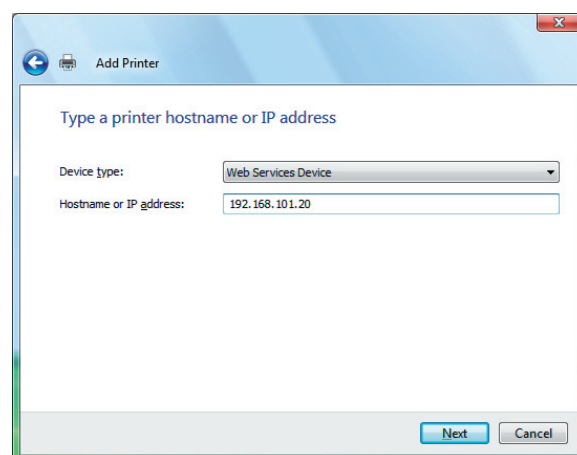 Add Printer
Type a printer hostname or IP address
Device type: Web Services Device
Hostname or IP address: 192.168.101.20
Next Cancel